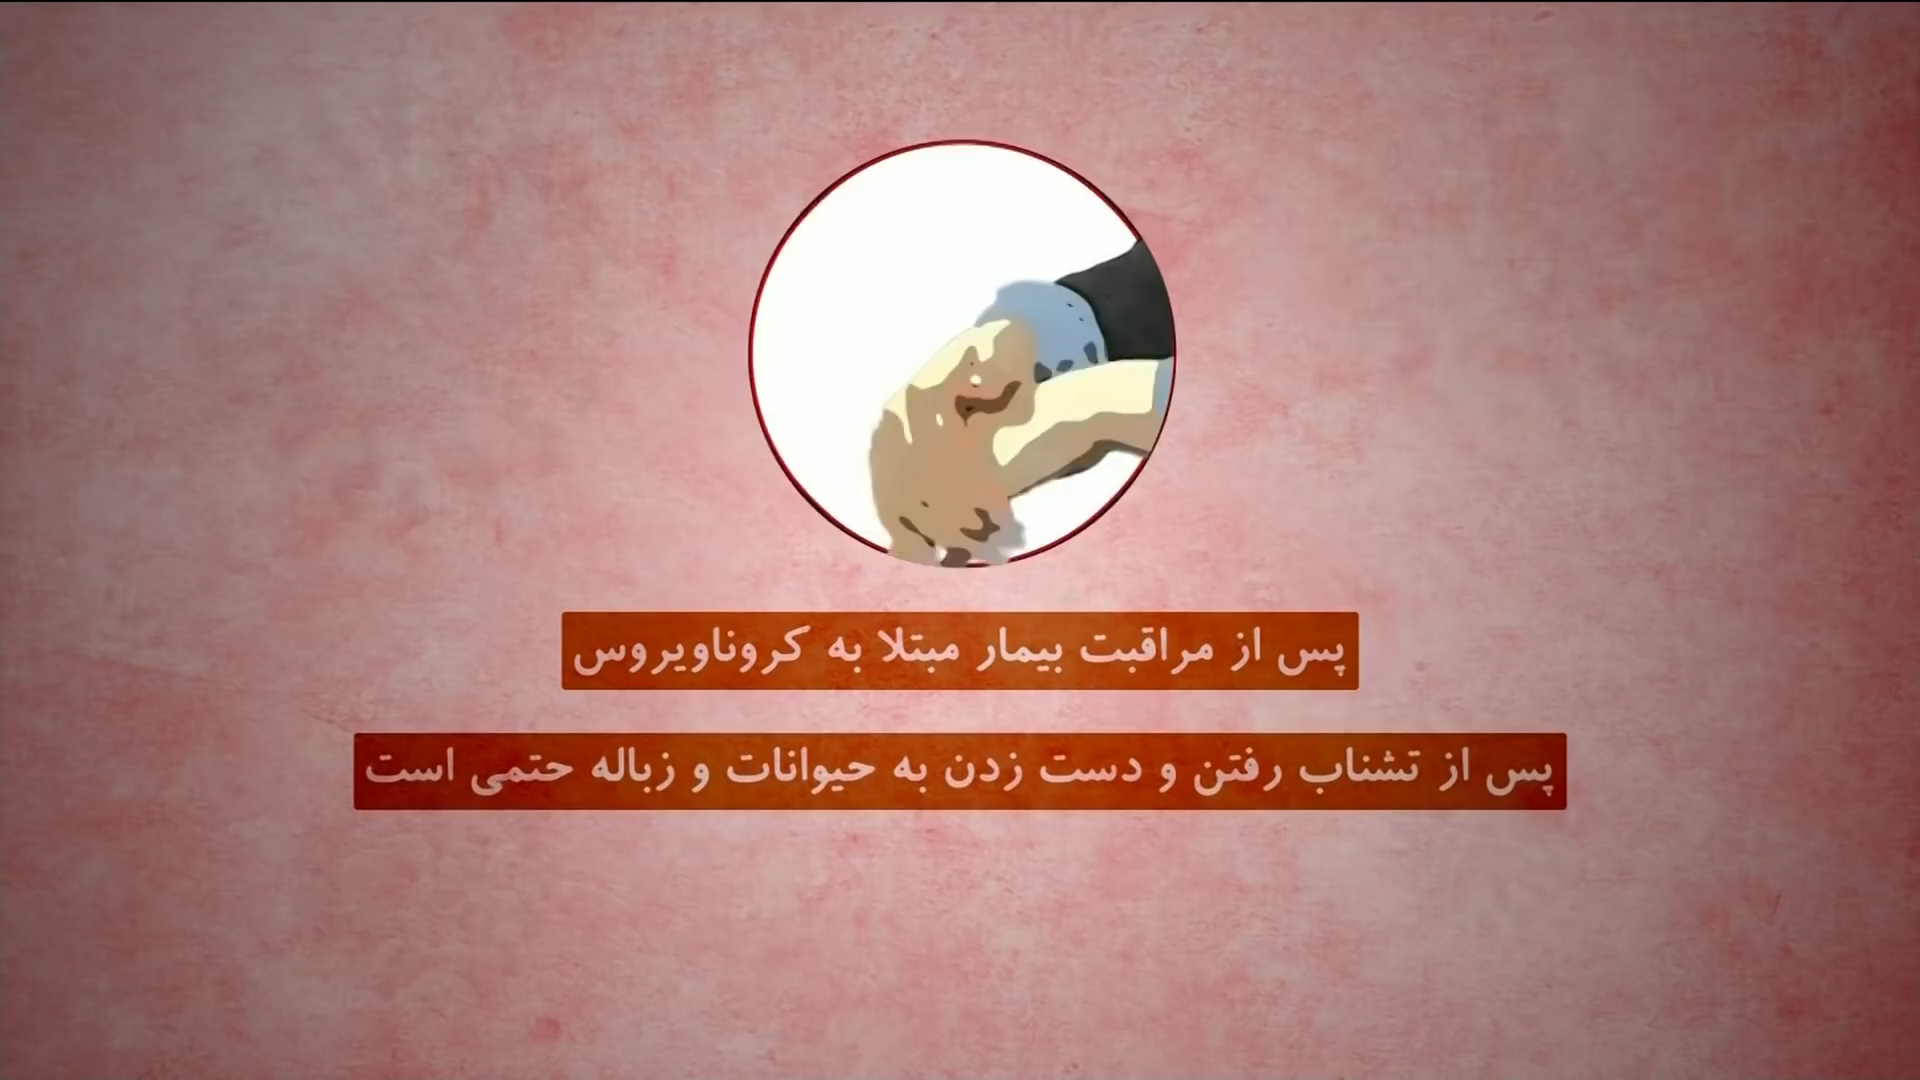 پس از مراقبت بیمار مبتلا به کروناویروس
پس از تشناب رفتن و دست زدن به حیوانات و زباله حتمی است